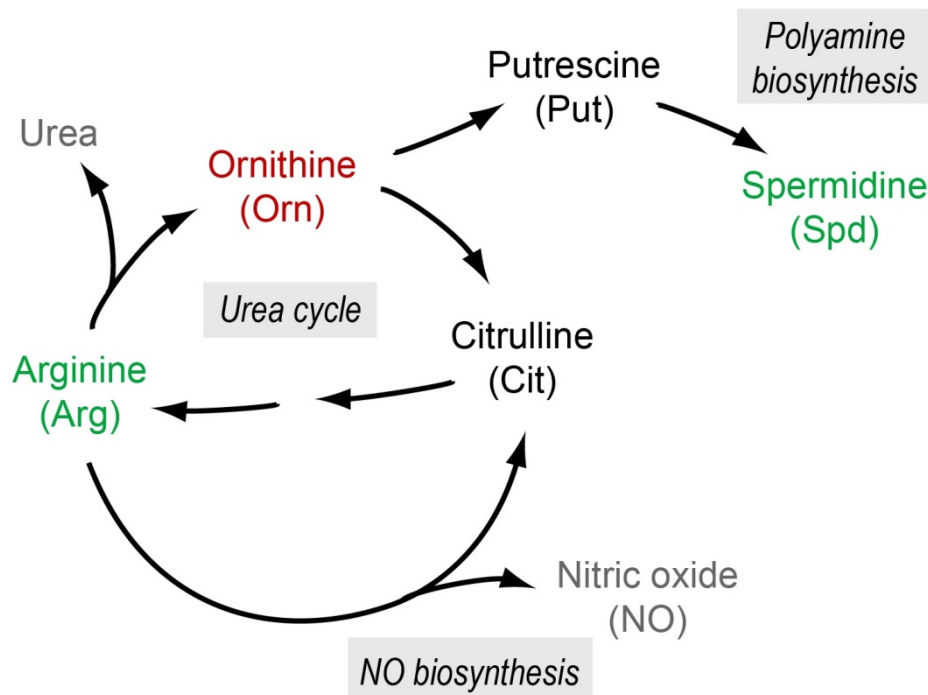 Polyamine
biosynthesis
Putrescine
(Put)
Urea
Ornithine
(Orn)
Spermidine
(Spd)
Urea cycle
Citrulline
(Cit)
Arginine
(Arg)
Nitric oxide
(NO)
NO biosynthesis